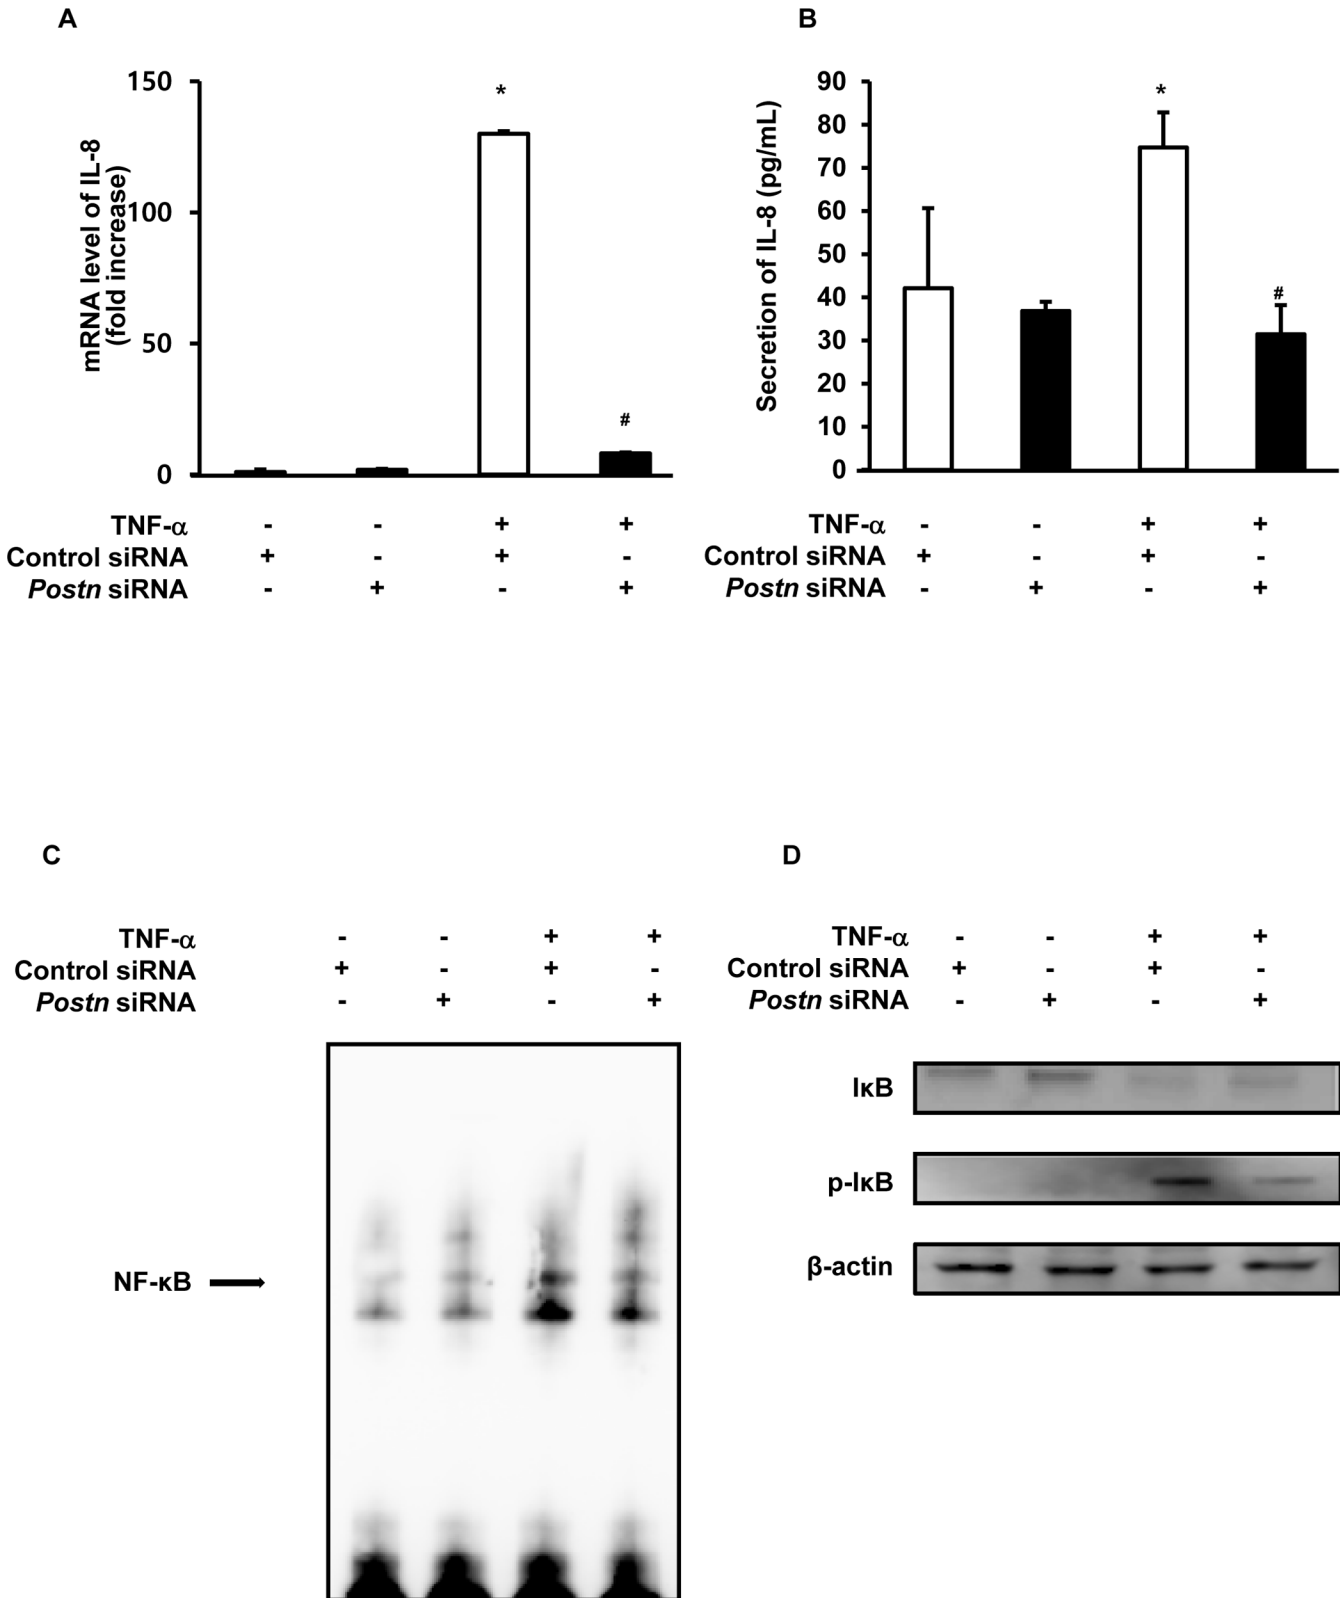 A
mRNA level of IL-8
(fold increase)
150
100
50
0
*
#
TNF-α - - + +
Control siRNA + - + -
Postn siRNA - + - +
B
Secretion of IL-8 (pg/mL)
90
80
70
60
50
40
30
20
10
0
*
#
TNF-α - - + +
Control siRNA + - + -
Postn siRNA - + - +
C
TNF-α - - + +
Control siRNA + - + -
Postn siRNA - + - +
NF-κB
D
TNF-α - - + +
Control siRNA + - + -
Postn siRNA - + - +
IκB
p-IκB
β-actin